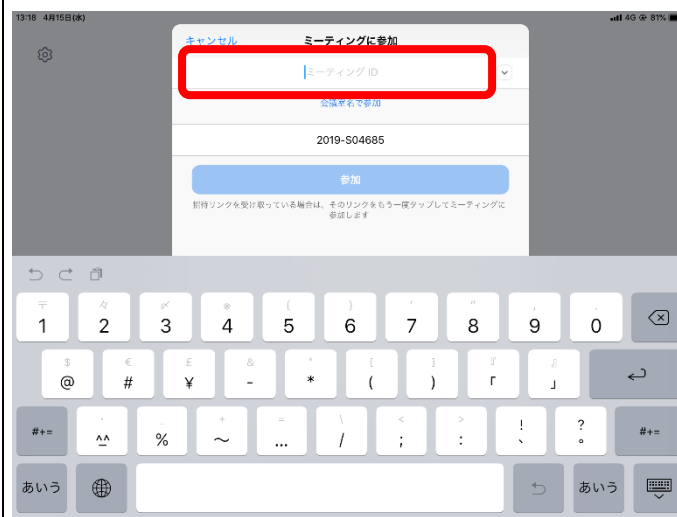 13:18 4月15日(水)
4G 81%
キャンセル ミーティングに参加
ミーティング ID
会議室名で参加
2019-S04685
参加
招待リンクを受け取っている場合は、そのリンクをもう一度タップしてミーティングに
参加します
〒 々 〆 ※ ( ) ' " , .
1 2 3 4 5 6 7 8 9 0
$ € £ & [ ] 『 』
@ # ¥ - * ( ) 「 」
+ = \ < > ! ?
#+= ^^ % 〜 … / ; : 、 。 #+=
あいう あいう